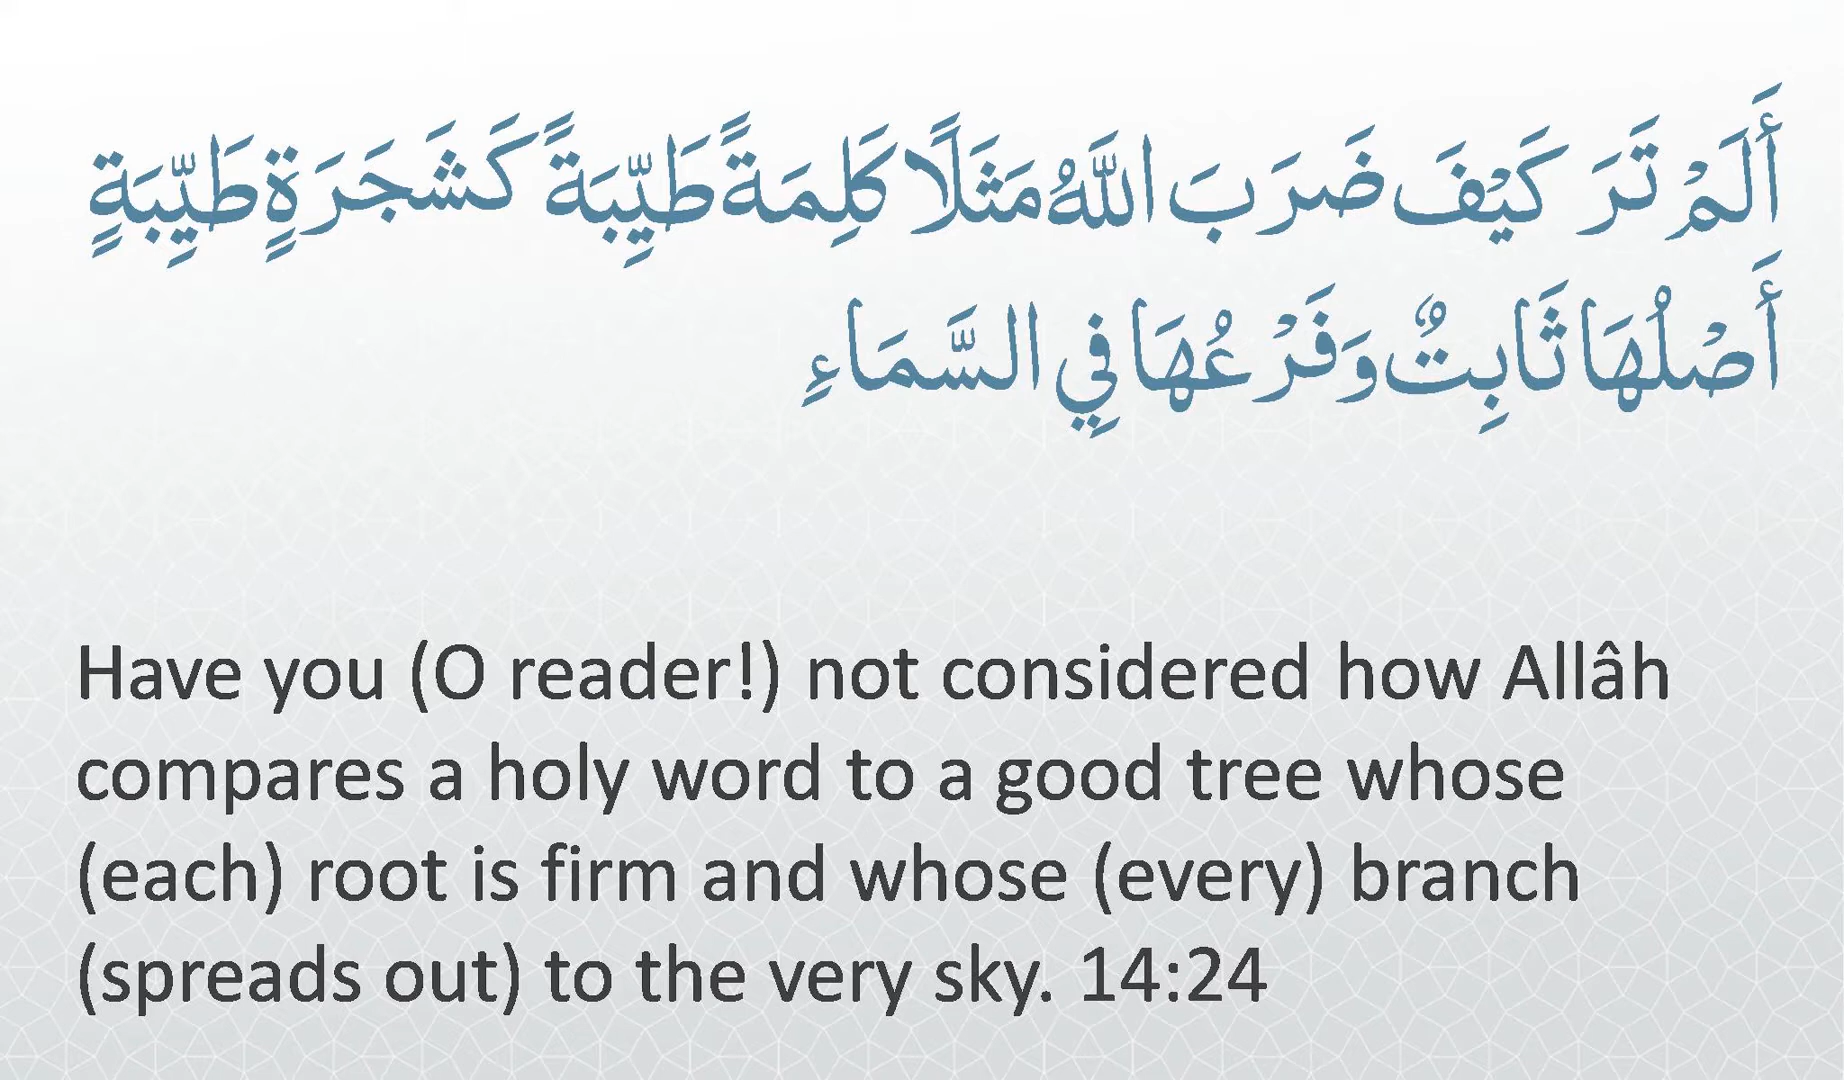 أَلَمْ تَرَ كَيْفَ ضَرَبَ اللَّهُ مَثَلًا كَلِمَةً طَيِّبَةً كَشَجَرَةٍ طَيِّبَةٍ
أَصْلُهَا ثَابِتٌ وَفَرْعُهَا فِي السَّمَاءِ
Have you (O reader!) not considered how Allâh
compares a holy word to a good tree whose
(each) root is firm and whose (every) branch
(spreads out) to the very sky. 14:24